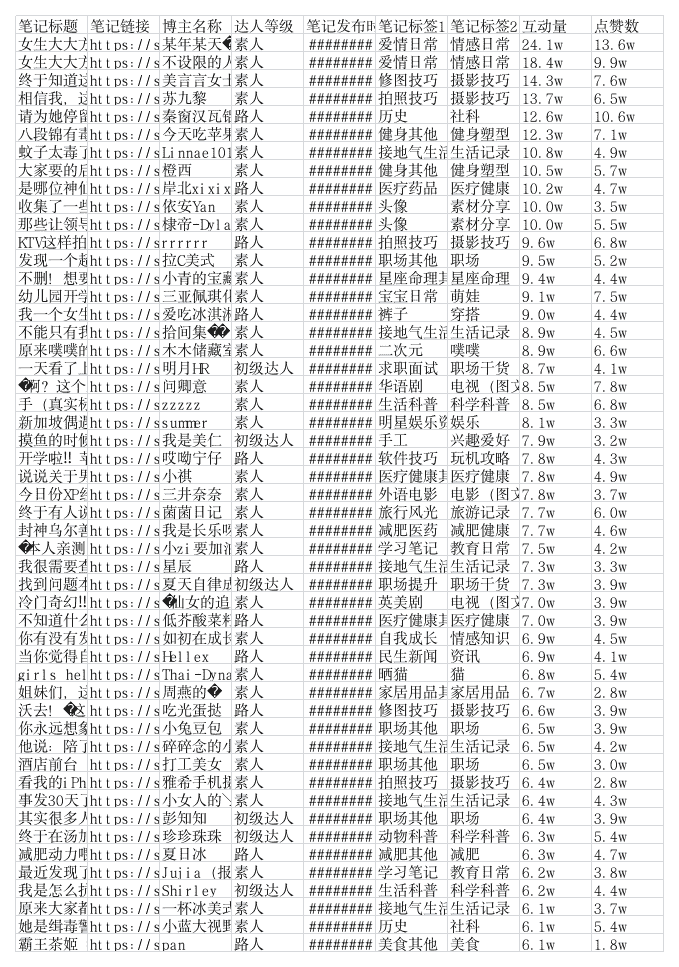 笔记标题 笔记链接 博主名称 达人等级 笔记发布时 笔记标签1 笔记标签2 互动量 点赞数
女生大大方 https://s 某年某天 素人 ######## 爱情日常 情感日常 24.1w 13.6w
女生大大方 https://s 不设限的人 素人 ######## 爱情日常 情感日常 18.4w 9.9w
终于知道这 https://s 美言言女士 素人 ######## 修图技巧 摄影技巧 14.3w 7.6w
相信我，这 https://s 苏九黎 素人 ######## 拍照技巧 摄影技巧 13.7w 6.5w
请为她停留 https://s 秦窗汉瓦 路人 ######## 历史 社科 12.6w 10.6w
八段锦有毒 https://s 今天吃苹果 素人 ######## 健身其他 健身塑型 12.3w 7.1w
蚊子太毒了 https://s Linnae101 素人 ######## 接地气生活 生活记录 10.8w 4.9w
大家要的后 https://s 橙西 素人 ######## 健身其他 健身塑型 10.5w 5.7w
是哪位神仙 https://s 岸北xixix 路人 ######## 医疗药品 医疗健康 10.2w 4.7w
收集了一些 https://s 依安Yan 素人 ######## 头像 素材分享 10.0w 3.5w
那些让领导 https://s 棣帝-Dyla 素人 ######## 头像 素材分享 10.0w 5.5w
KTV这样拍 https://s rrrrrr 路人 ######## 拍照技巧 摄影技巧 9.6w 6.8w
发现一个超 https://s 拉C美式 素人 ######## 职场其他 职场 9.5w 5.2w
不删！想要 https://s 小青的宝藏 素人 ######## 星座命理其 星座命理 9.4w 4.4w
幼儿园开学 https://s 三亚佩琪亻 素人 ######## 宝宝日常 萌娃 9.1w 7.5w
我一个女生 https://s 爱吃冰淇淋 路人 ######## 裤子 穿搭 9.0w 4.4w
不能只有我 https://s 拾间集 素人 ######## 接地气生活 生活记录 8.9w 4.5w
原来噗噗的 https://s 木木储藏室 素人 ######## 二次元 噗噗 8.9w 6.6w
一天看了上 https://s 明月HR 初级达人 ######## 求职面试 职场干货 8.7w 4.1w
啊？这个 https://s 问卿意 素人 ######## 华语剧 电视（图文 8.5w 7.8w
手（真实标 https://s zzzzz 素人 ######## 生活科普 科学科普 8.5w 6.8w
新加坡偶遇 https://s summer 素人 ######## 明星娱乐资 娱乐 8.1w 3.3w
摸鱼的时候 https://s 我是美仁 初级达人 ######## 手工 兴趣爱好 7.9w 3.2w
开学啦!! 苹 https://s 哎呦宁仔 路人 ######## 软件技巧 玩机攻略 7.8w 4.3w
说说关于男 https://s 小祺 素人 ######## 医疗健康其 医疗健康 7.8w 4.9w
今日份XP纟 https://s 三井奈奈 素人 ######## 外语电影 电影（图文 7.8w 3.7w
终于有人说 https://s 菌菌日记 素人 ######## 旅行风光 旅游记录 7.7w 6.0w
封神乌尔善 https://s 我是长乐呀 素人 ######## 减肥医药 减肥健康 7.7w 4.6w
本人亲测 https://s 小zi要加油 素人 ######## 学习笔记 教育日常 7.5w 4.2w
我很需要查 https://s 星辰 路人 ######## 接地气生活 生活记录 7.3w 3.3w
找到问题本 https://s 夏天自律成 初级达人 ######## 职场提升 职场干货 7.3w 3.9w
冷门奇幻!! https://s 山女的追 素人 ######## 英美剧 电视（图文 7.0w 3.9w
不知道什么 https://s 低芥酸菜籽 路人 ######## 医疗健康其 医疗健康 7.0w 3.9w
你有没有发 https://s 如初在成长 素人 ######## 自我成长 情感知识 6.9w 4.5w
当你觉得自 https://s Hellex 路人 ######## 民生新闻 资讯 6.9w 4.1w
girls hel https://s Thai-Dyna 素人 ######## 晒猫 猫 6.8w 5.4w
姐妹们，这 https://s 周燕的 素人 ######## 家居用品其 家居用品 6.7w 2.8w
沃去！这 https://s 吃光蛋挞 路人 ######## 修图技巧 摄影技巧 6.6w 3.9w
你永远想象 https://s 小兔豆包 素人 ######## 职场其他 职场 6.5w 3.9w
他说：陪了 https://s 碎碎念的小 素人 ######## 接地气生活 生活记录 6.5w 4.2w
酒店前台 https://s 打工美女 素人 ######## 职场其他 职场 6.5w 3.0w
看我的iPh https://s 雅希手机摄 素人 ######## 拍照技巧 摄影技巧 6.4w 2.8w
事发30天了 https://s 小女人的 素人 ######## 接地气生活 生活记录 6.4w 4.3w
其实很多人 https://s 彭知知 初级达人 ######## 职场其他 职场 6.4w 3.9w
终于在汤加 https://s 珍珍珠珠 初级达人 ######## 动物科普 科学科普 6.3w 5.4w
减肥动力嘿 https://s 夏日冰 路人 ######## 减肥其他 减肥 6.3w 4.7w
最近发现了 https://s Jujia（报 素人 ######## 学习笔记 教育日常 6.2w 3.8w
我是怎么折 https://s Shirley 初级达人 ######## 生活科普 科学科普 6.2w 4.4w
原来大家都 https://s 一杯冰美式 素人 ######## 接地气生活 生活记录 6.1w 3.7w
她是缉毒警 https://s 小蓝大视野 素人 ######## 历史 社科 6.1w 5.4w
霸王茶姬 https://s pan 路人 ######## 美食其他 美食 6.1w 1.8w